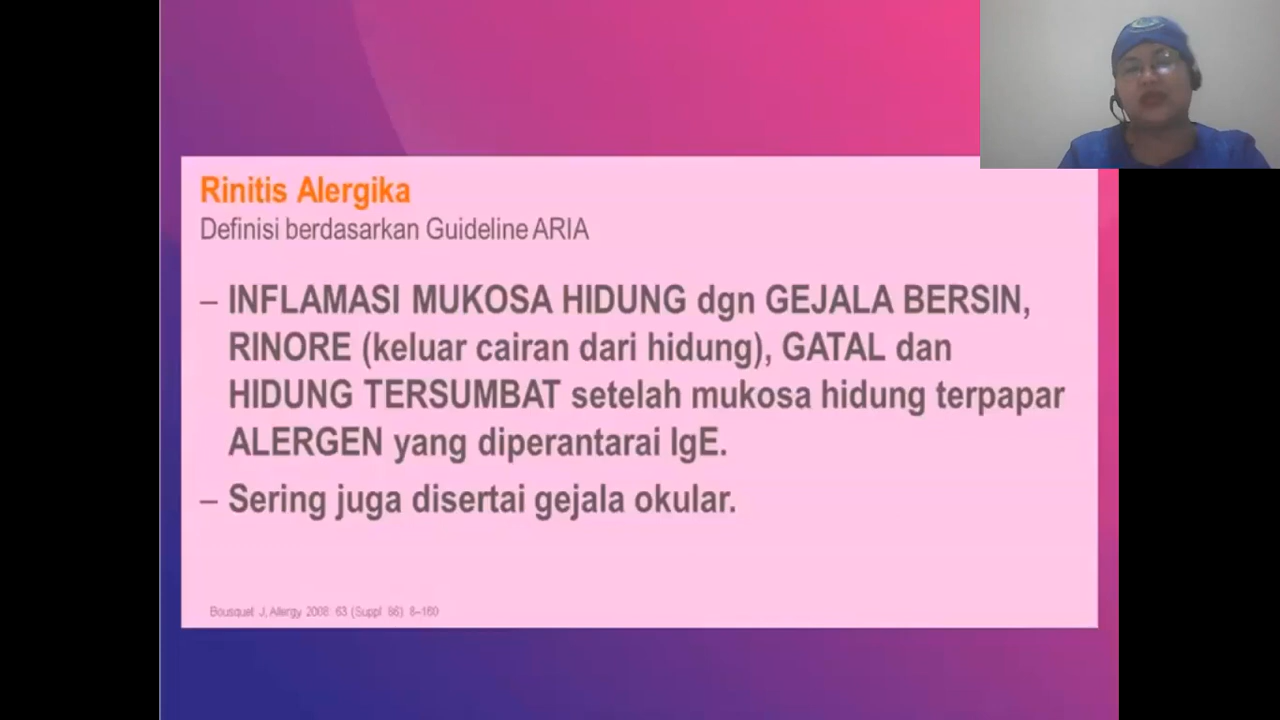 Rinitis Alergika
Definisi berdasarkan Guideline ARIA
– INFLAMASI MUKOSA HIDUNG dgn GEJALA BERSIN,
RINORE (keluar cairan dari hidung), GATAL dan
HIDUNG TERSUMBAT setelah mukosa hidung terpapar
ALERGEN yang diperantarai IgE.
– Sering juga disertai gejala okular.
Bousquet J, Allergy 2008: 63 (Suppl 86) 8–160